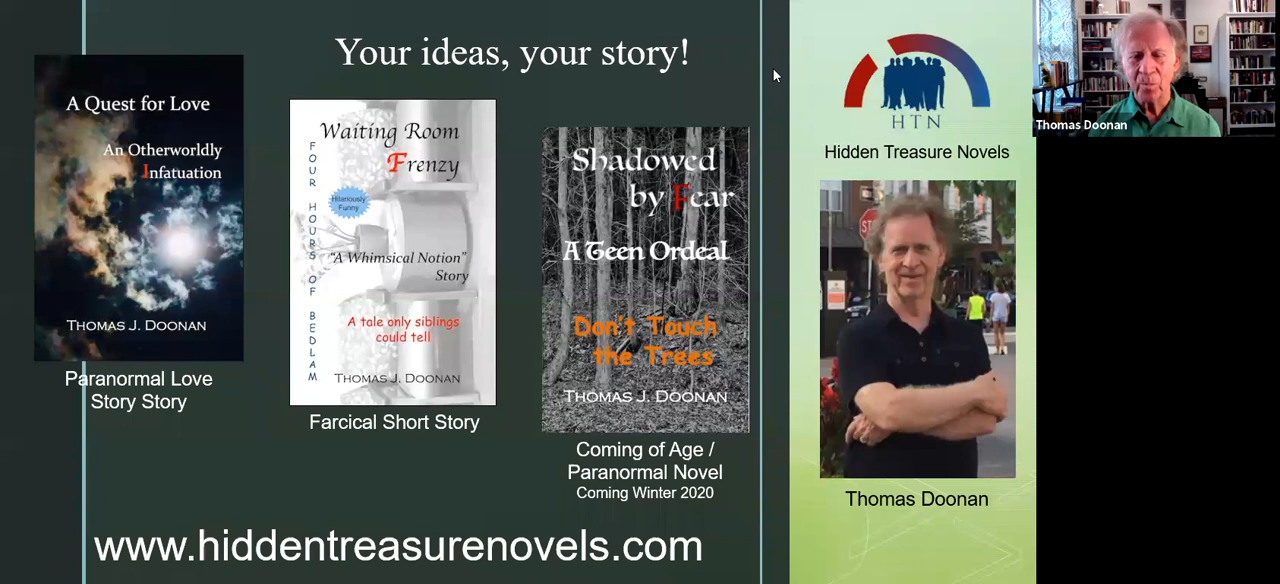 Your ideas, your story!
A Quest for Love
An Otherworldly
Infatuation
THOMAS J. DOONAN
Paranormal Love
Story Story
Waiting Room
Frenzy
FOUR HOURS OF BEDLAM
Hilariously
Funny
"A Whimsical Notion"
Story
A tale only siblings
could tell
THOMAS J. DOONAN
Farcical Short Story
Shadowed
by Fear
A Teen Ordeal
Don't Touch
the Trees
THOMAS J. DOONAN
Coming of Age /
Paranormal Novel
Coming Winter 2020
www.hiddentreasurenovels.com
HTN
Hidden Treasure Novels
STOP
Thomas Doonan
Thomas Doonan